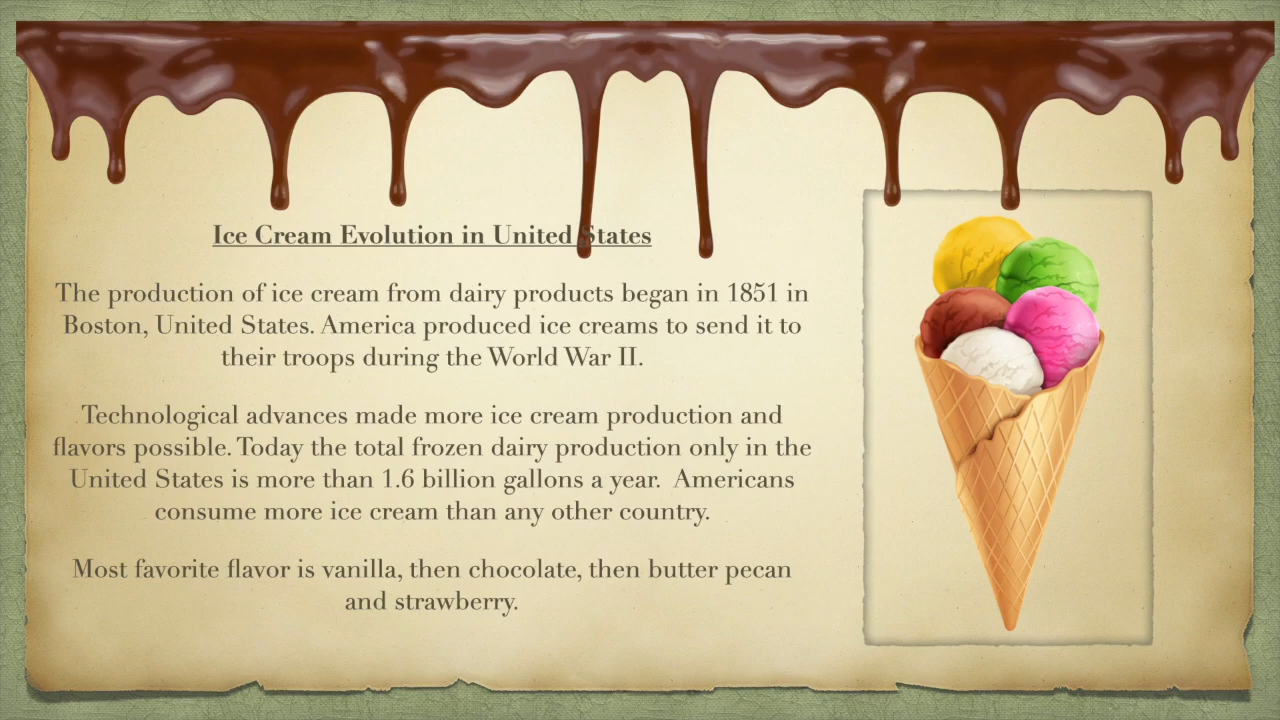 Ice Cream Evolution in United States
The production of ice cream from dairy products began in 1851 in
Boston, United States. America produced ice creams to send it to
their troops during the World War II.
Technological advances made more ice cream production and
flavors possible. Today the total frozen dairy production only in the
United States is more than 1.6 billion gallons a year.  Americans
consume more ice cream than any other country.
Most favorite flavor is vanilla, then chocolate, then butter pecan
and strawberry.